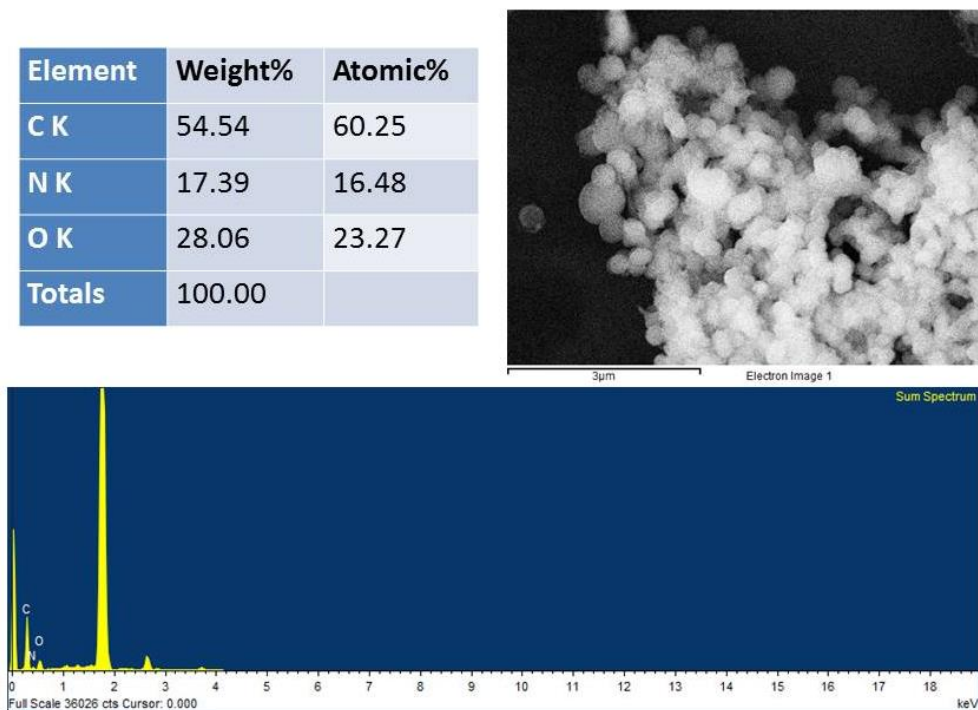 Element Weight% Atomic%
C K 54.54 60.25
N K 17.39 16.48
O K 28.06 23.27
Totals 100.00
3µm Electron Image 1
Sum Spectrum
C
O
N
0 1 2 3 4 5 6 7 8 9 10 11 12 13 14 15 16 17 18
Full Scale 36026 cts Cursor: 0.000 keV